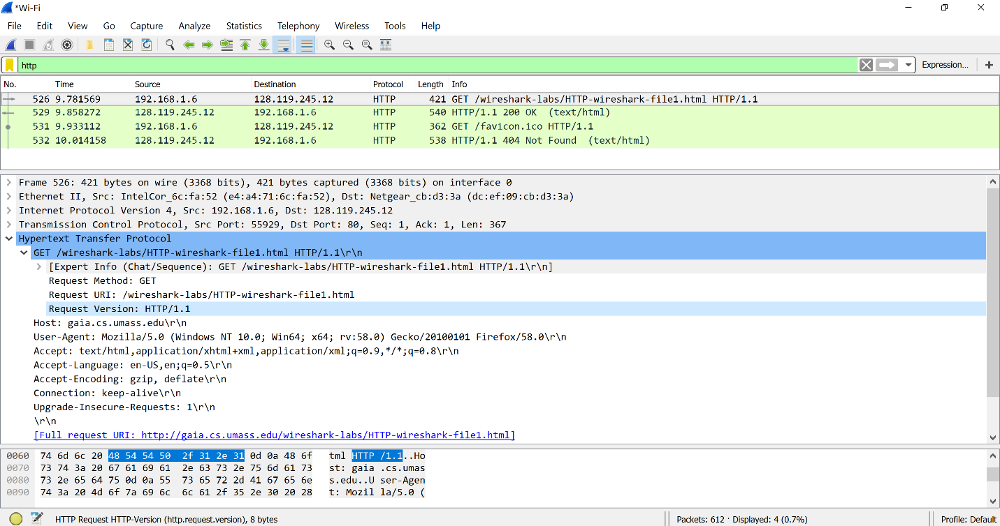 *Wi-Fi
File Edit View Go Capture Analyze Statistics Telephony Wireless Tools Help
http Expression... +
No. Time Source Destination Protocol Length Info
526 9.781569 192.168.1.6 128.119.245.12 HTTP 421 GET /wireshark-labs/HTTP-wireshark-file1.html HTTP/1.1
529 9.858272 128.119.245.12 192.168.1.6 HTTP 540 HTTP/1.1 200 OK (text/html)
531 9.933112 192.168.1.6 128.119.245.12 HTTP 362 GET /favicon.ico HTTP/1.1
532 10.014158 128.119.245.12 192.168.1.6 HTTP 538 HTTP/1.1 404 Not Found (text/html)
Frame 526: 421 bytes on wire (3368 bits), 421 bytes captured (3368 bits) on interface 0
Ethernet II, Src: IntelCor_6c:fa:52 (e4:a4:71:6c:fa:52), Dst: Netgear_cb:d3:3a (dc:ef:09:cb:d3:3a)
Internet Protocol Version 4, Src: 192.168.1.6, Dst: 128.119.245.12
Transmission Control Protocol, Src Port: 55929, Dst Port: 80, Seq: 1, Ack: 1, Len: 367
Hypertext Transfer Protocol
GET /wireshark-labs/HTTP-wireshark-file1.html HTTP/1.1\r\n
[Expert Info (Chat/Sequence): GET /wireshark-labs/HTTP-wireshark-file1.html HTTP/1.1\r\n]
Request Method: GET
Request URI: /wireshark-labs/HTTP-wireshark-file1.html
Request Version: HTTP/1.1
Host: gaia.cs.umass.edu\r\n
User-Agent: Mozilla/5.0 (Windows NT 10.0; Win64; x64; rv:58.0) Gecko/20100101 Firefox/58.0\r\n
Accept: text/html,application/xhtml+xml,application/xml;q=0.9,*/*;q=0.8\r\n
Accept-Language: en-US,en;q=0.5\r\n
Accept-Encoding: gzip, deflate\r\n
Connection: keep-alive\r\n
Upgrade-Insecure-Requests: 1\r\n
\r\n
[Full request URI: http://gaia.cs.umass.edu/wireshark-labs/HTTP-wireshark-file1.html]
0060 74 6d 6c 20 48 54 54 50 2f 31 2e 31 0d 0a 48 6f tml HTTP /1.1..Ho
0070 73 74 3a 20 67 61 69 61 2e 63 73 2e 75 6d 61 73 st: gaia .cs.umas
0080 73 2e 65 64 75 0d 0a 55 73 65 72 2d 41 67 65 6e s.edu..U ser-Agen
0090 74 3a 20 4d 6f 7a 69 6c 6c 61 2f 35 2e 30 20 28 t: Mozil la/5.0 (
HTTP Request HTTP-Version (http.request.version), 8 bytes Packets: 612 · Displayed: 4 (0.7%) Profile: Default